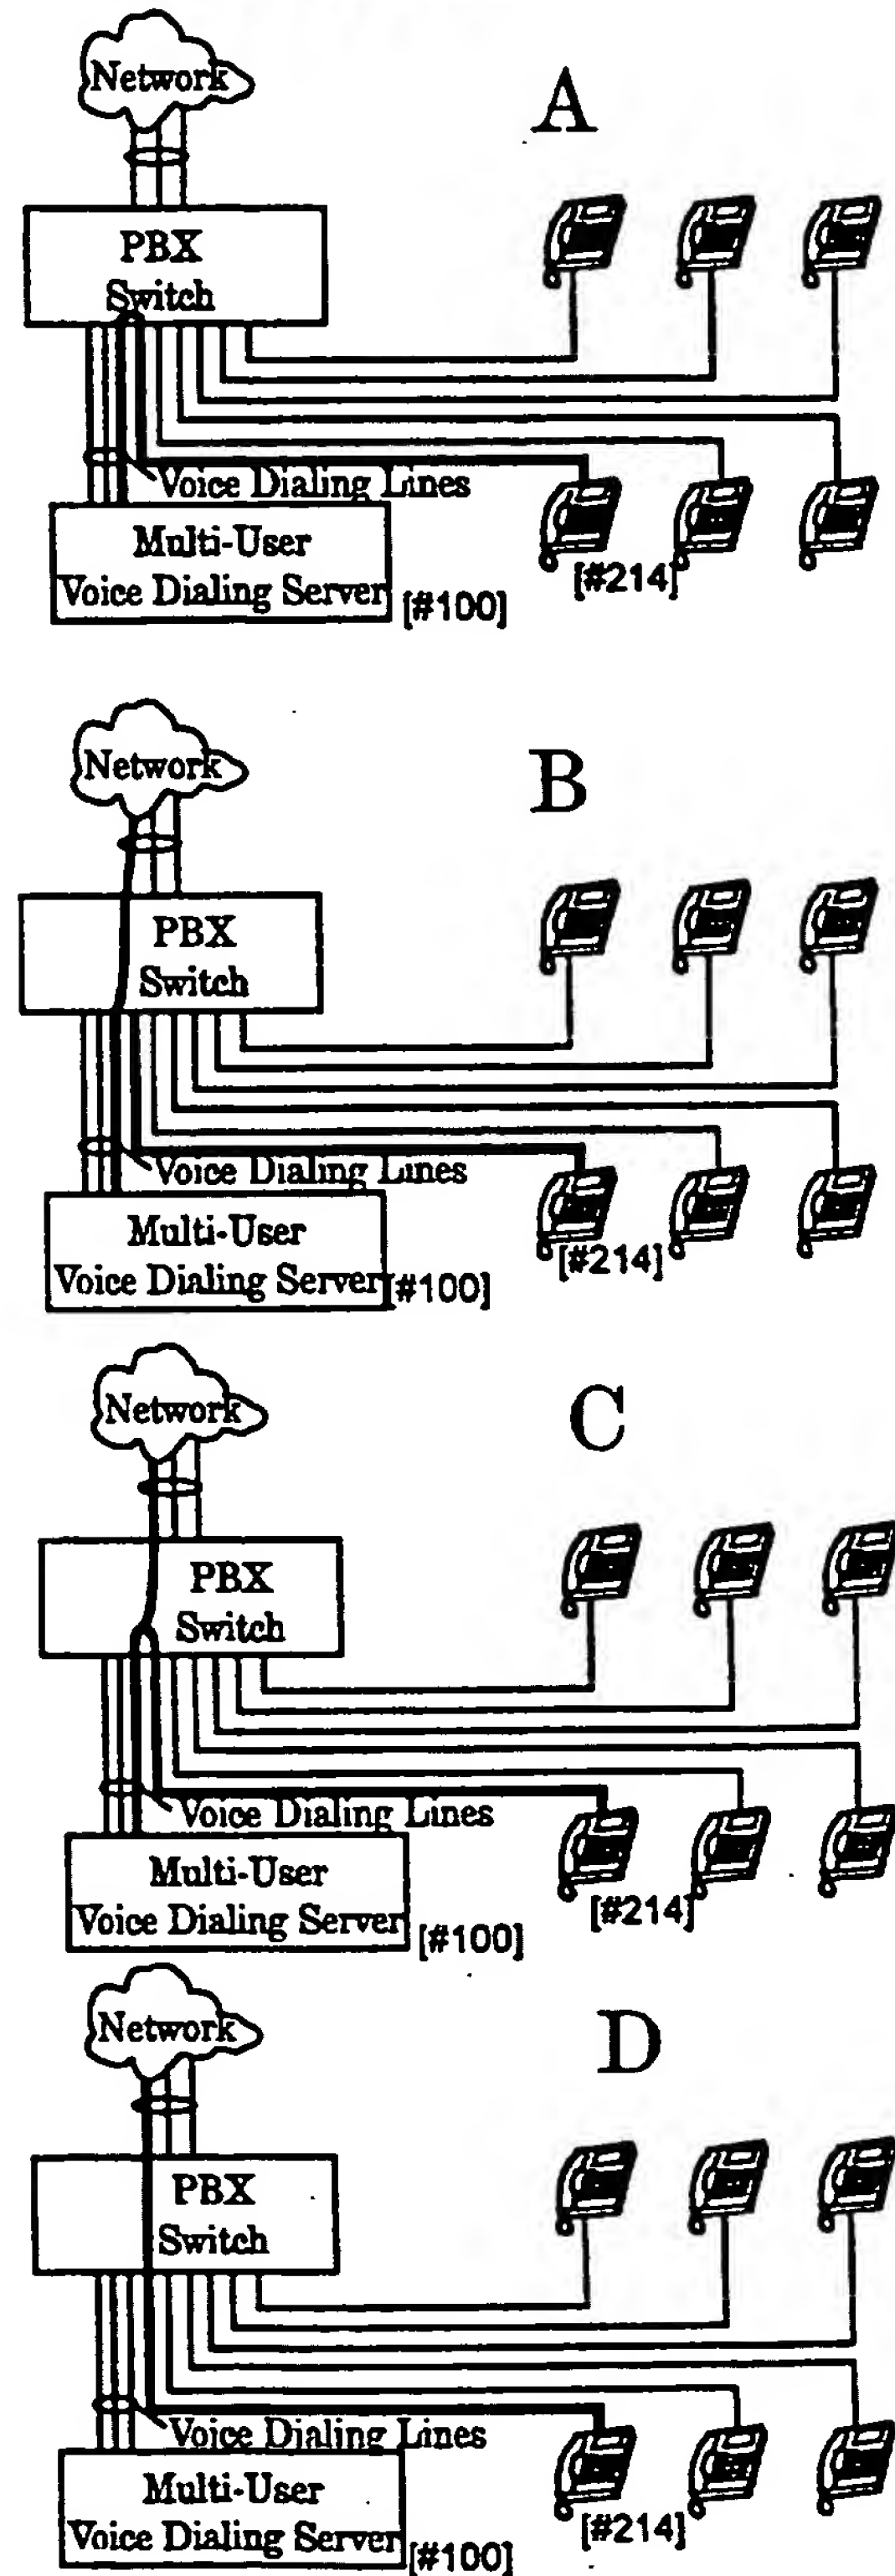 Network
A
PBX
Switch
Voice Dialing Lines
Multi-User
Voice Dialing Server
[#100]
[#214]
Network
B
PBX
Switch
Voice Dialing Lines
Multi-User
Voice Dialing Server
[#100]
[#214]
Network
C
PBX
Switch
Voice Dialing Lines
Multi-User
Voice Dialing Server
[#100]
[#214]
Network
D
PBX
Switch
Voice Dialing Lines
Multi-User
Voice Dialing Server
[#100]
[#214]